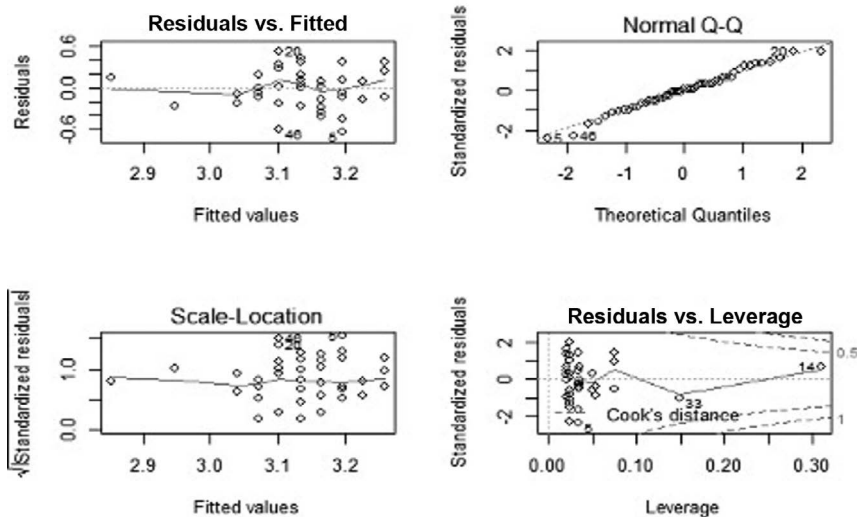 Residuals vs. Fitted
Residuals
0.6
0.0
-0.6
20
46
5
2.9 3.0 3.1 3.2
Fitted values
Normal Q-Q
Standardized residuals
2
0
-2
20
5 46
-2 -1 0 1 2
Theoretical Quantiles
Scale-Location
√|Standardized residuals|
1.0
0.0
46
20
5
2.9 3.0 3.1 3.2
Fitted values
Residuals vs. Leverage
Standardized residuals
2
0
-2
0.5
14
33
Cook's distance
5
1
0.00 0.10 0.20 0.30
Leverage